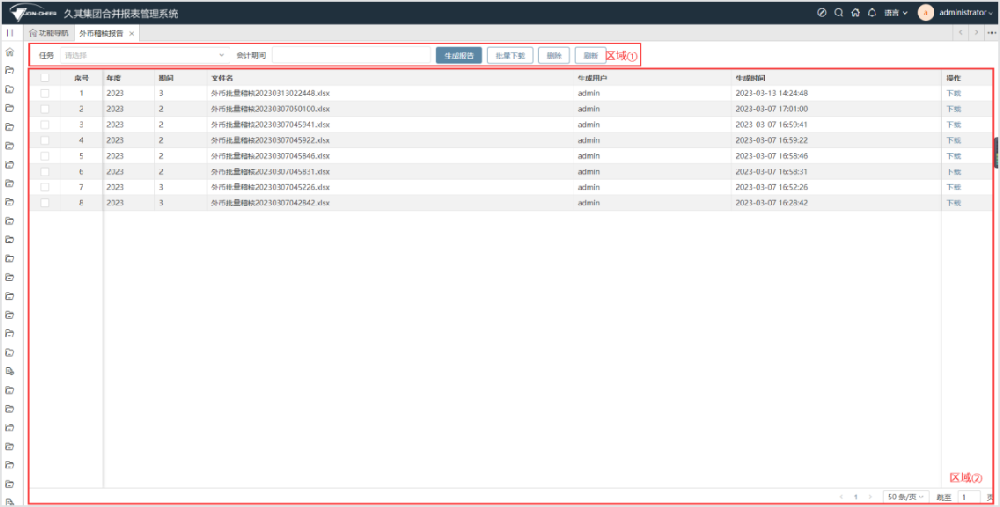 JOIN-CHEER 久其集团合并报表管理系统 语言 a administrator
功能导航 外币稽核报告
任务 请选择 会计期间 生成报告 批量下载 删除 刷新 区域①
序号 年度 期间 文件名 生成用户 生成时间 操作
1 2023 3 外币批量稽核20230313022448.xlsx admin 2023-03-13 14:24:48 下载
2 2023 2 外币批量稽核20230307050100.xlsx admin 2023-03-07 17:01:00 下载
3 2023 2 外币批量稽核20230307045941.xlsx admin 2023-03-07 16:59:41 下载
4 2023 2 外币批量稽核20230307045922.xlsx admin 2023-03-07 16:59:22 下载
5 2023 2 外币批量稽核20230307045846.xlsx admin 2023-03-07 16:58:46 下载
6 2023 2 外币批量稽核20230307045831.xlsx admin 2023-03-07 16:58:31 下载
7 2023 3 外币批量稽核20230307045226.xlsx admin 2023-03-07 16:52:26 下载
8 2023 3 外币批量稽核20230307042842.xlsx admin 2023-03-07 16:28:42 下载
区域②
1 50 条/页 跳至 1 页